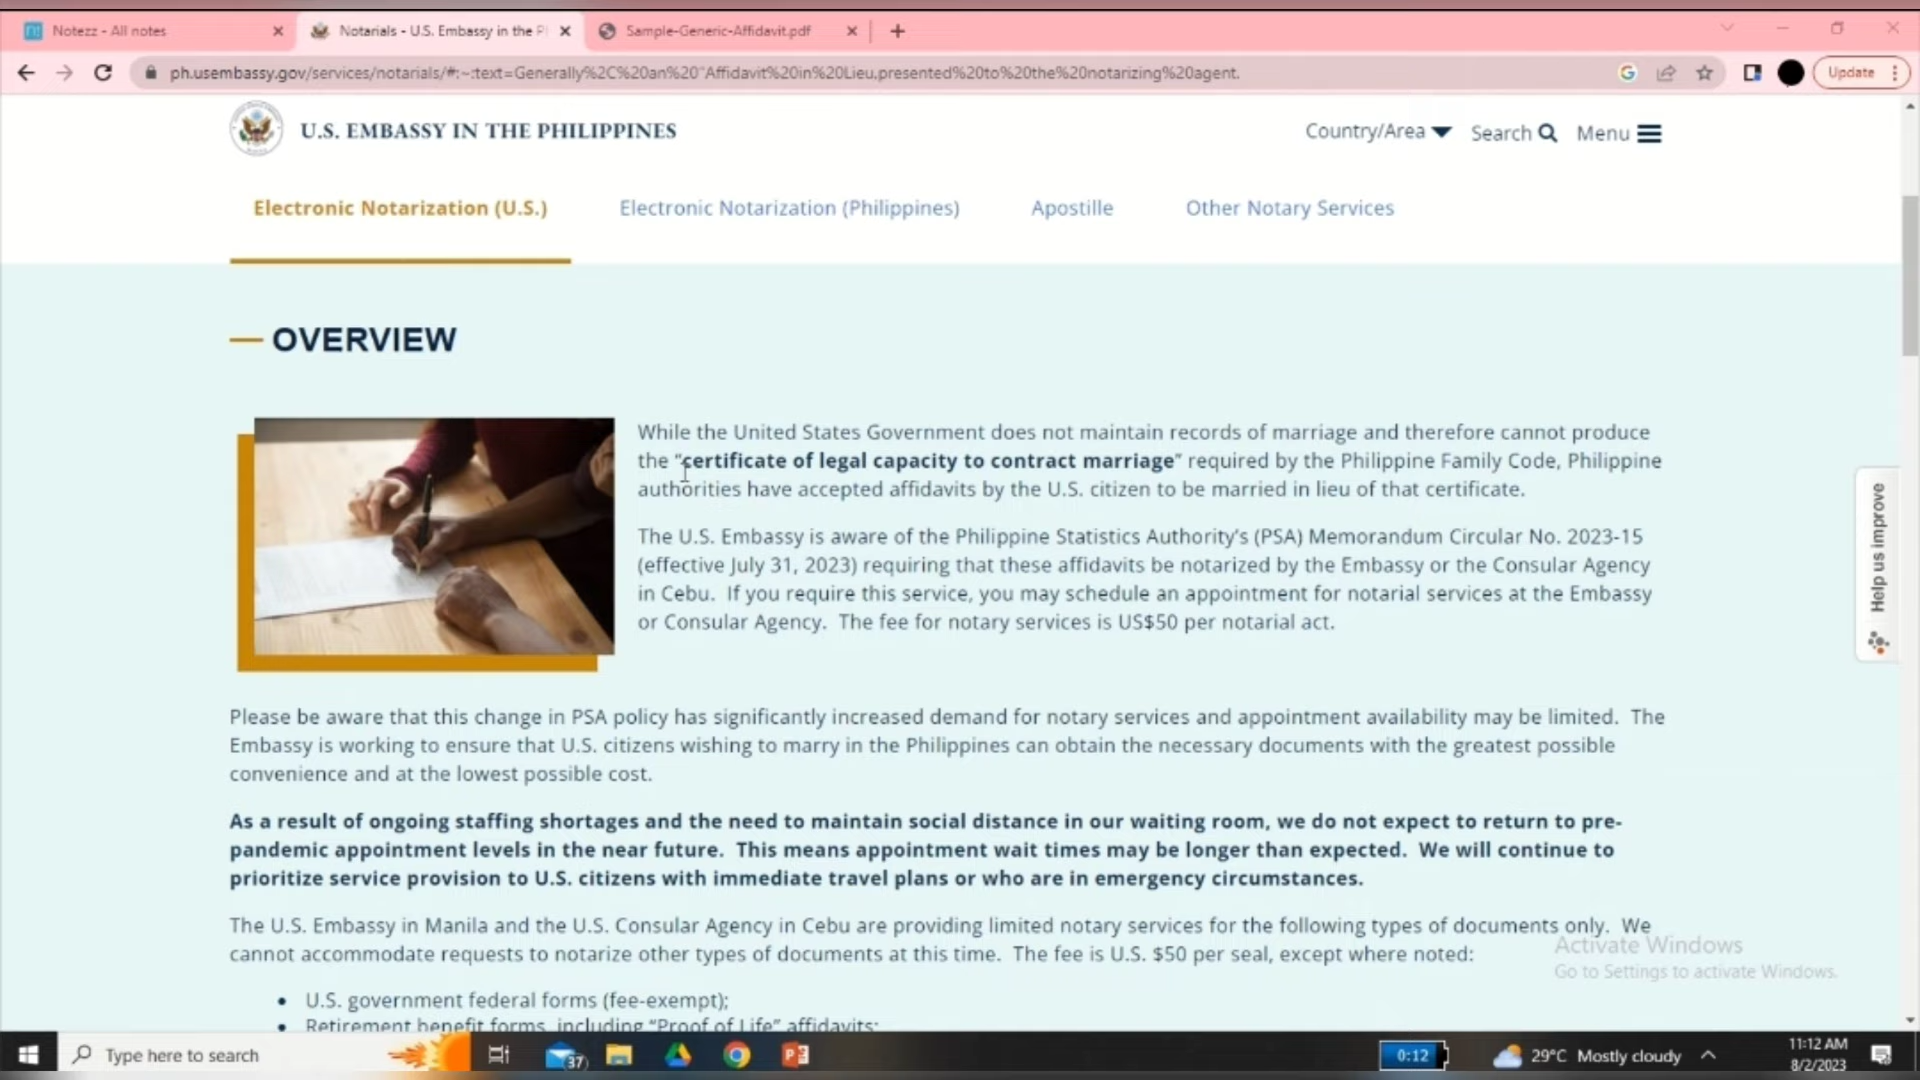 Notezz - All notes
Notarials - U.S. Embassy in the P
Sample-Generic-Affidavit.pdf
ph.usembassy.gov/services/notarials/#:~:text=Generally%2C%20an%20“Affidavit%20in%20Lieu,presented%20to%20the%20notarizing%20agent.
Update
U.S. EMBASSY IN THE PHILIPPINES
Country/Area
Search
Menu
Electronic Notarization (U.S.)
Electronic Notarization (Philippines)
Apostille
Other Notary Services
OVERVIEW
While the United States Government does not maintain records of marriage and therefore cannot produce
the “certificate of legal capacity to contract marriage” required by the Philippine Family Code, Philippine
authorities have accepted affidavits by the U.S. citizen to be married in lieu of that certificate.
The U.S. Embassy is aware of the Philippine Statistics Authority’s (PSA) Memorandum Circular No. 2023-15
(effective July 31, 2023) requiring that these affidavits be notarized by the Embassy or the Consular Agency
in Cebu.  If you require this service, you may schedule an appointment for notarial services at the Embassy
or Consular Agency.  The fee for notary services is US$50 per notarial act.
Help us improve
Please be aware that this change in PSA policy has significantly increased demand for notary services and appointment availability may be limited.  The
Embassy is working to ensure that U.S. citizens wishing to marry in the Philippines can obtain the necessary documents with the greatest possible
convenience and at the lowest possible cost.
As a result of ongoing staffing shortages and the need to maintain social distance in our waiting room, we do not expect to return to pre-
pandemic appointment levels in the near future.  This means appointment wait times may be longer than expected.  We will continue to
prioritize service provision to U.S. citizens with immediate travel plans or who are in emergency circumstances.
The U.S. Embassy in Manila and the U.S. Consular Agency in Cebu are providing limited notary services for the following types of documents only.  We
cannot accommodate requests to notarize other types of documents at this time.  The fee is U.S. $50 per seal, except where noted:
Activate Windows
Go to Settings to activate Windows.
• U.S. government federal forms (fee-exempt);
• Retirement benefit forms, including “Proof of Life” affidavits;
Type here to search
37
0:12
29°C Mostly cloudy
11:12 AM
8/2/2023